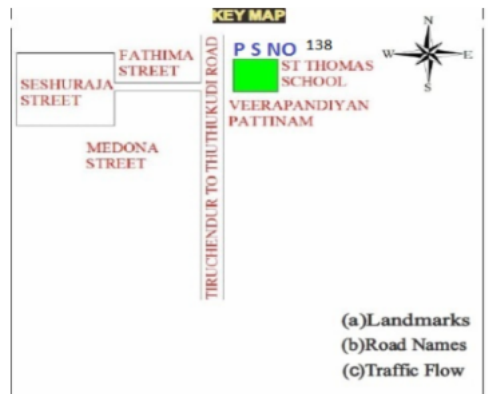 KEY MAP
N
W
E
S
P S NO 138
FATHIMA
STREET
ST THOMAS
SCHOOL
SESHURAJA
STREET
VEERAPANDIYAN
PATTINAM
MEDONA
STREET
TIRUCHENDUR TO THUTHUKUDI ROAD
(a)Landmarks
(b)Road Names
(c)Traffic Flow